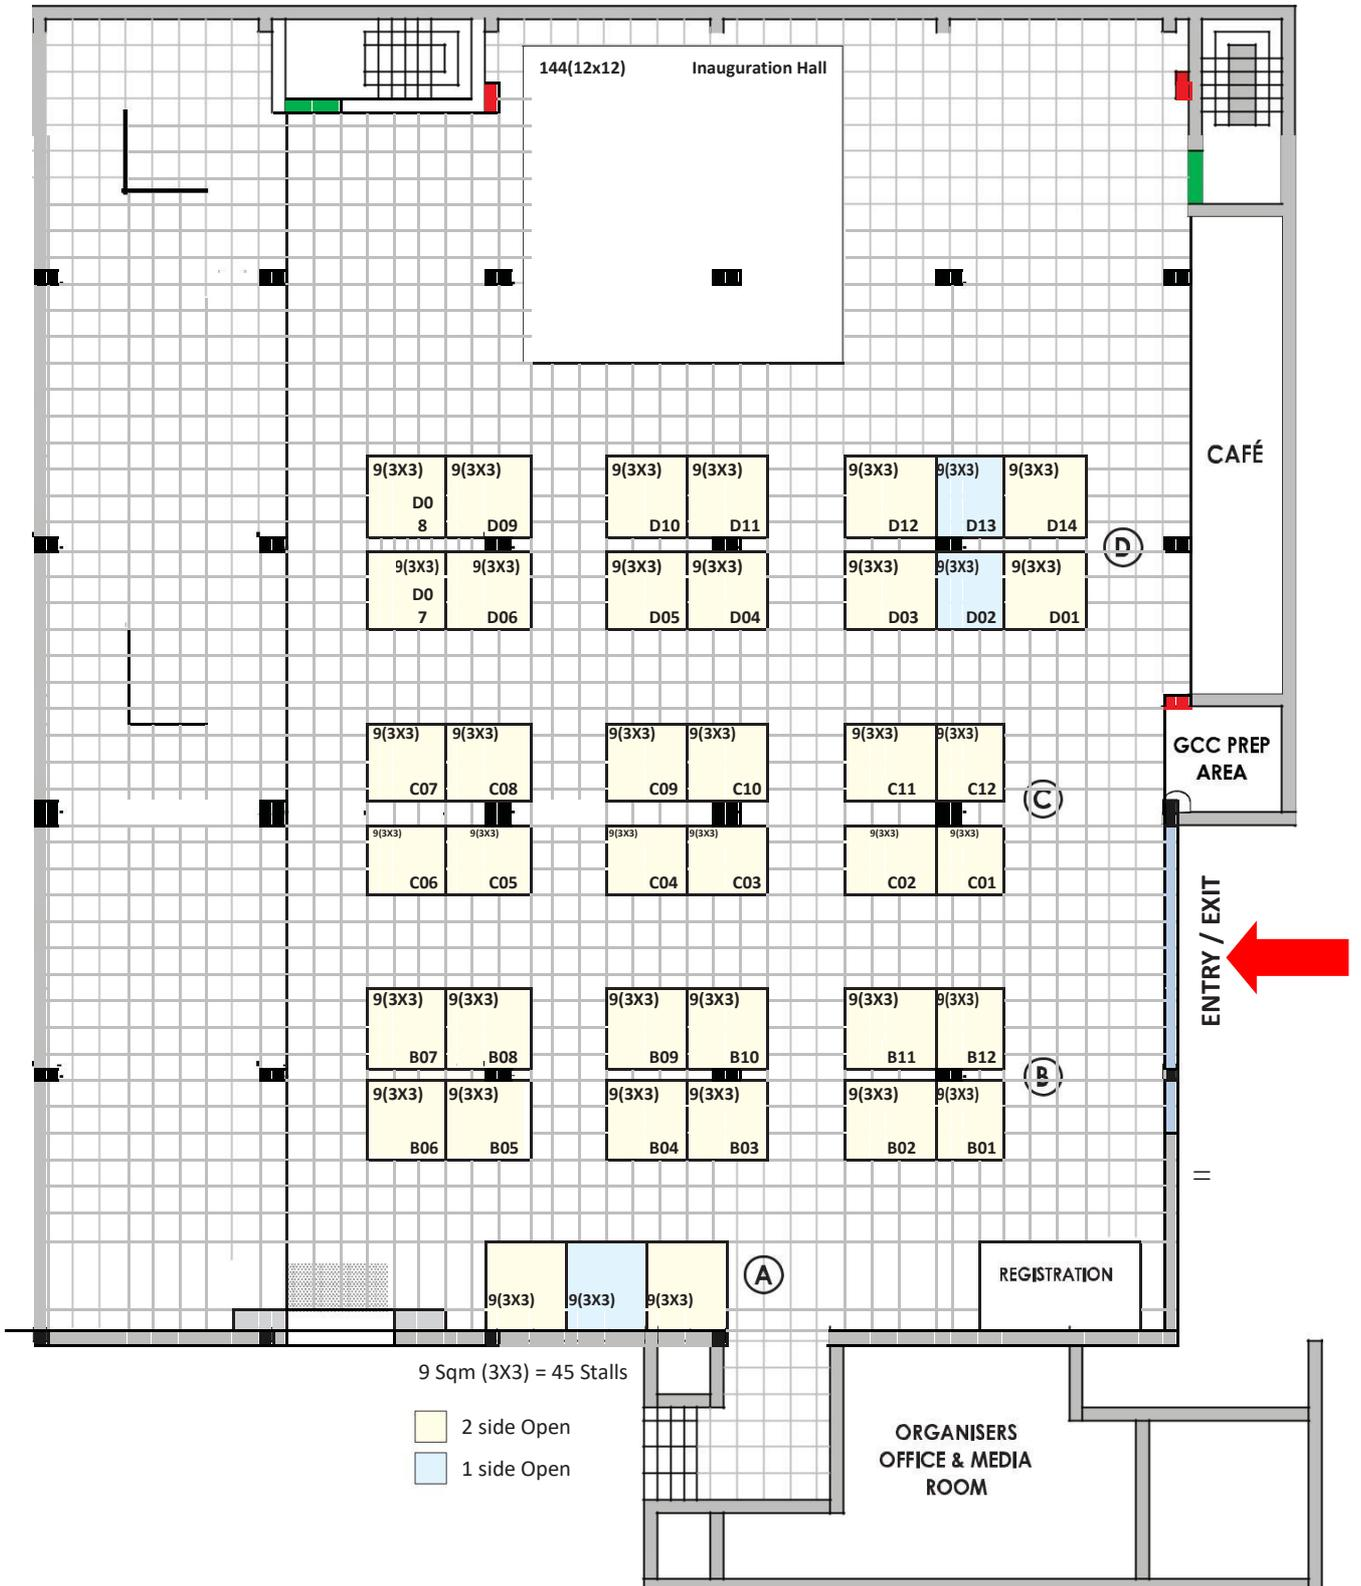 144(12x12) Inauguration Hall
CAFÉ
9(3X3) 9(3X3) 9(3X3) 9(3X3) 9(3X3) 9(3X3) 9(3X3)
D0
8 D09 D10 D11 D12 D13 D14
D
9(3X3) 9(3X3) 9(3X3) 9(3X3) 9(3X3) 9(3X3) 9(3X3)
D0
7 D06 D05 D04 D03 D02 D01
9(3X3) 9(3X3) 9(3X3) 9(3X3) 9(3X3) 9(3X3)
GCC PREP
AREA
C07 C08 C09 C10 C11 C12
C
9(3X3) 9(3X3) 9(3X3) 9(3X3) 9(3X3) 9(3X3)
C06 C05 C04 C03 C02 C01
ENTRY / EXIT
9(3X3) 9(3X3) 9(3X3) 9(3X3) 9(3X3) 9(3X3)
B07 B08 B09 B10 B11 B12
B
9(3X3) 9(3X3) 9(3X3) 9(3X3) 9(3X3) 9(3X3)
B06 B05 B04 B03 B02 B01
A
REGISTRATION
9(3X3) 9(3X3) 9(3X3)
9 Sqm (3X3) = 45 Stalls
2 side Open
1 side Open
ORGANISERS
OFFICE & MEDIA
ROOM